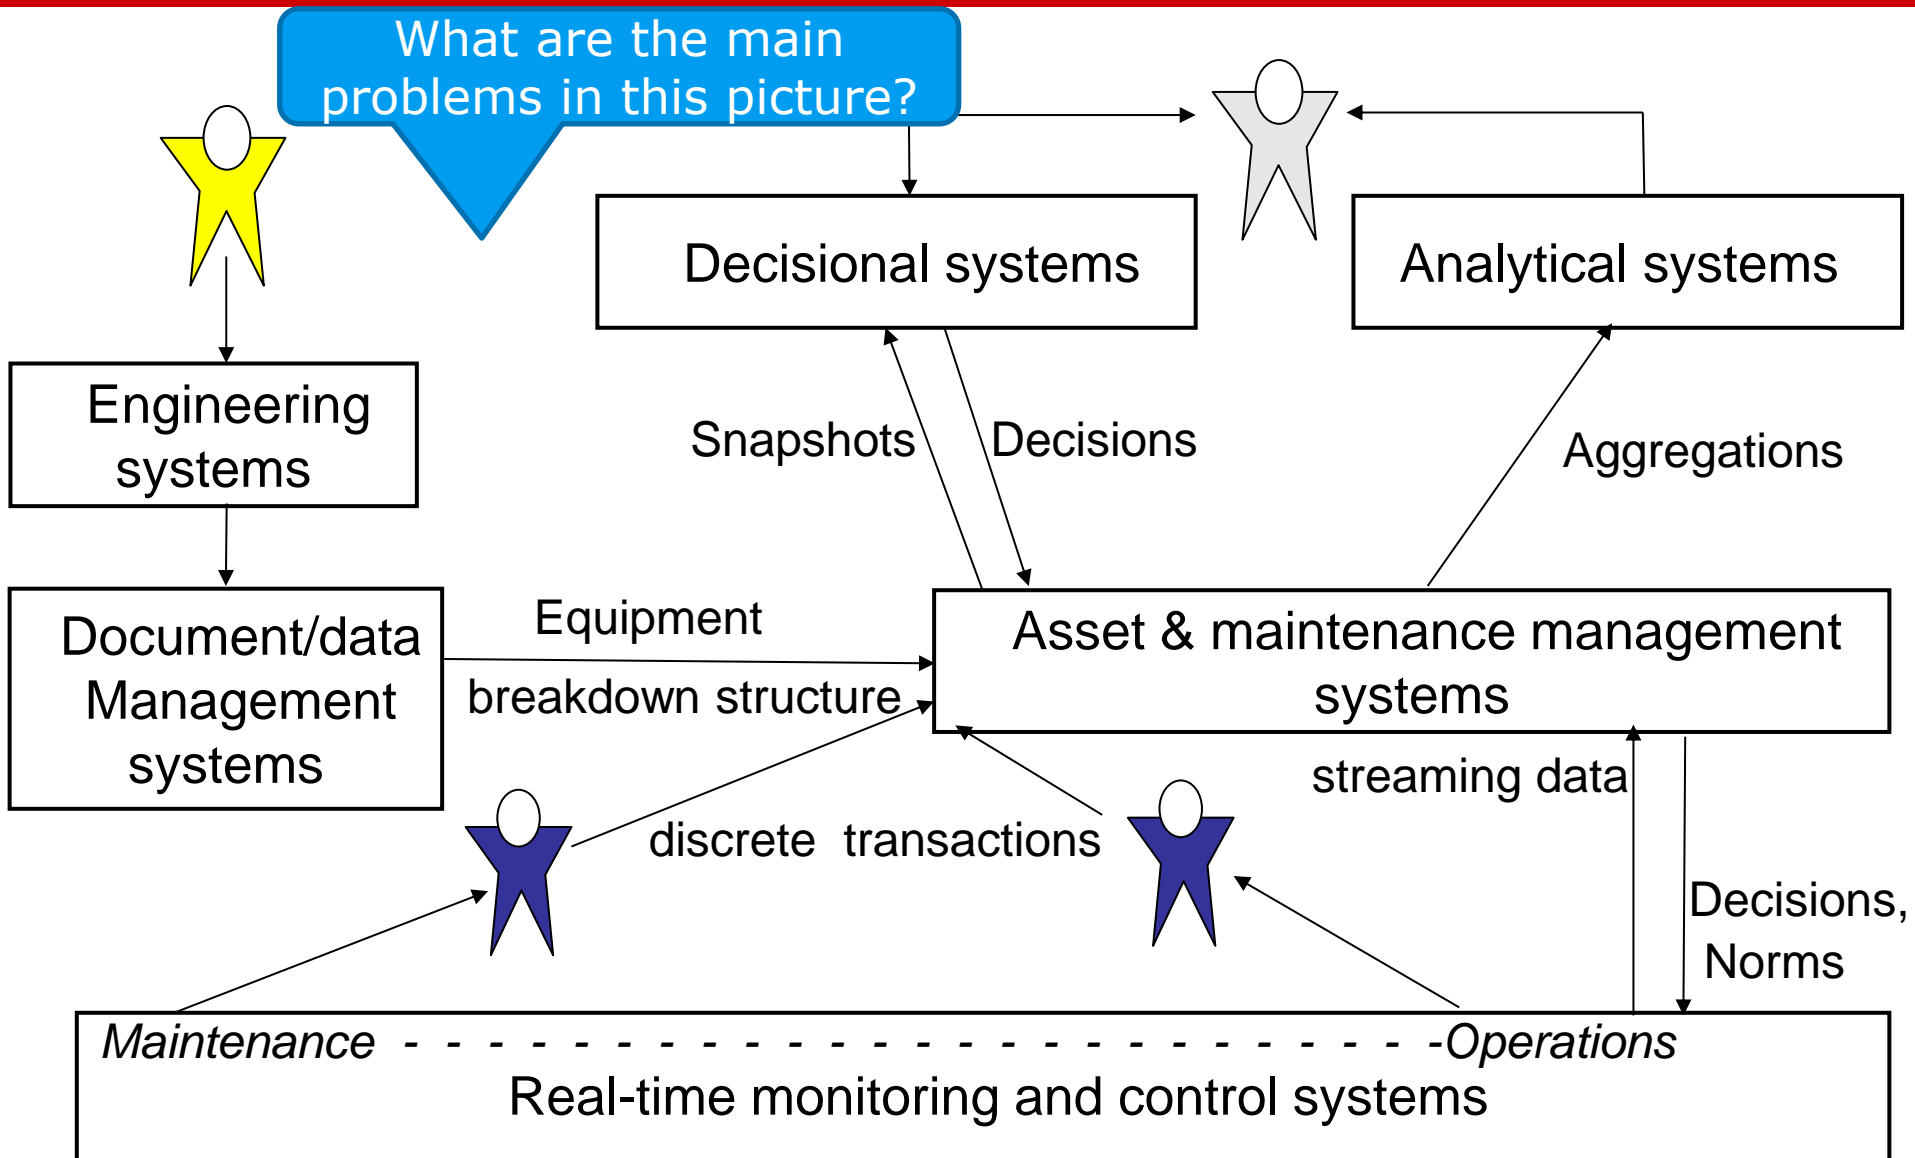 What are the main
problems in this picture?
Decisional systems
Analytical systems
Engineering
systems
Snapshots
Decisions
Aggregations
Document/data
Management
systems
Equipment
breakdown structure
Asset & maintenance management
systems
streaming data
discrete transactions
Decisions,
Norms
Maintenance - - - - - - - - - - - - - - - - - - - - - - - - -Operations
Real-time monitoring and control systems